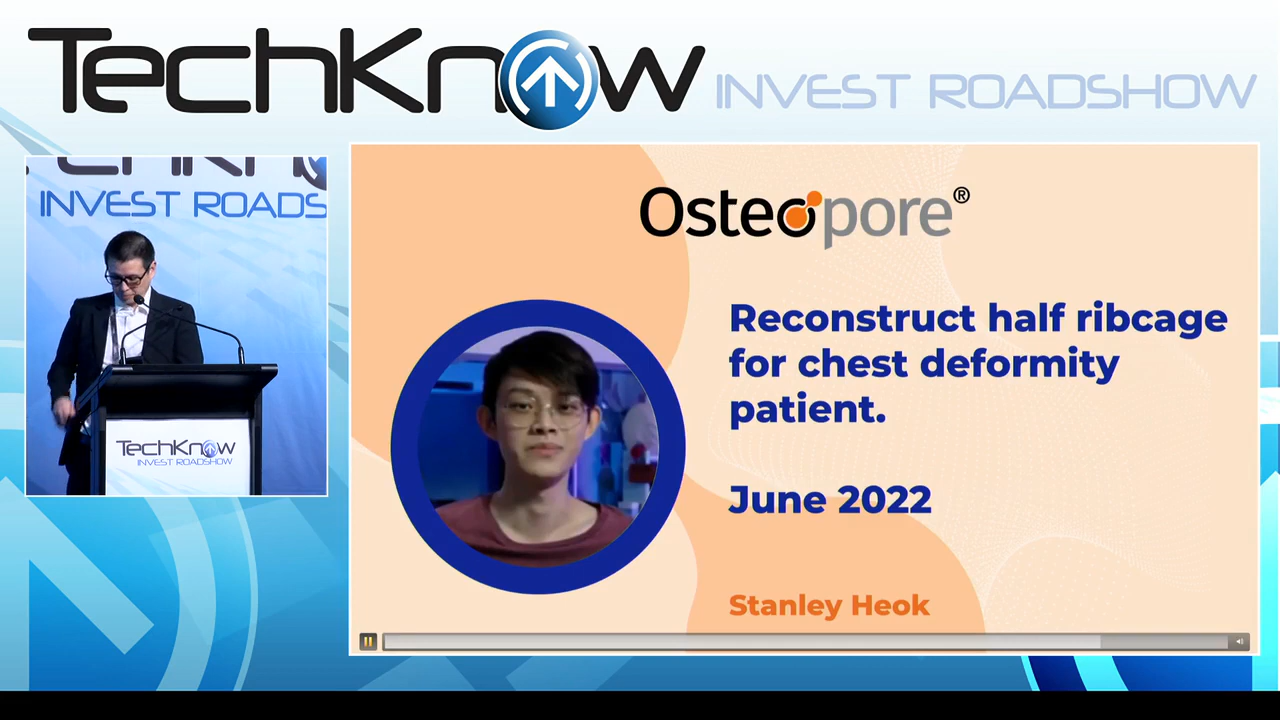 TechKnow INVEST ROADSHOW
INVEST ROADS
TechKnow
INVEST ROADSHOW
Osteopore®
Reconstruct half ribcage
for chest deformity
patient.
June 2022
Stanley Heok